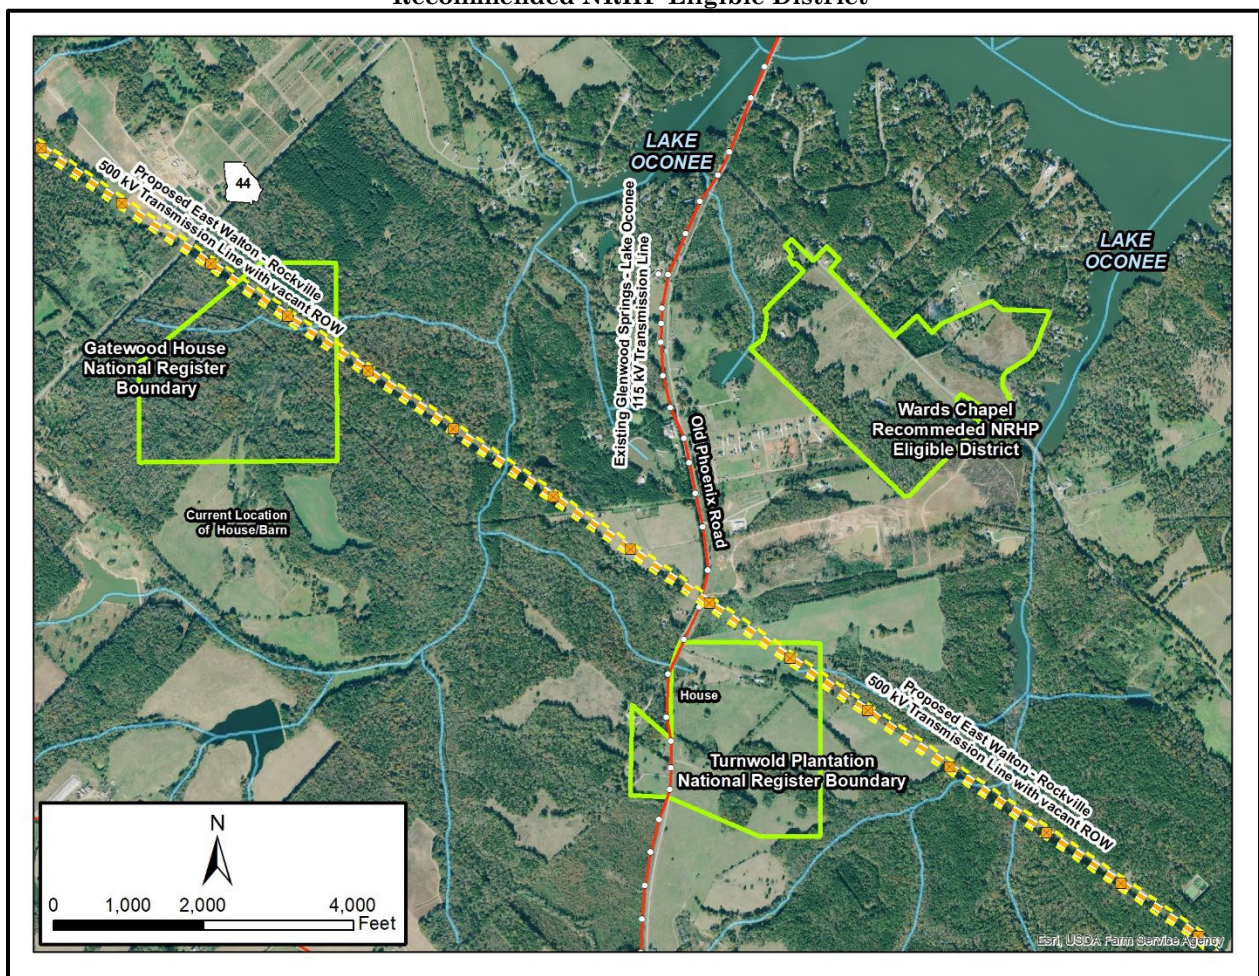 Recommended NRHP Eligible District
LAKE
OCONEE
44
Proposed East Walton - Rockville
500 kV Transmission Line with vacant ROW
Existing Glenwood Springs - Lake Oconee
115 kV Transmission Line
LAKE
OCONEE
Gatewood House
National Register
Boundary
Wards Chapel
Recommeded NRHP
Eligible District
Old Phoenix Road
Current Location
of House/Barn
House
Turnwold Plantation
National Register Boundary
Proposed East Walton - Rockville
500 kV Transmission Line with vacant ROW
N
0 1,000 2,000 4,000
Feet
Esri, USDA Farm Service Agency